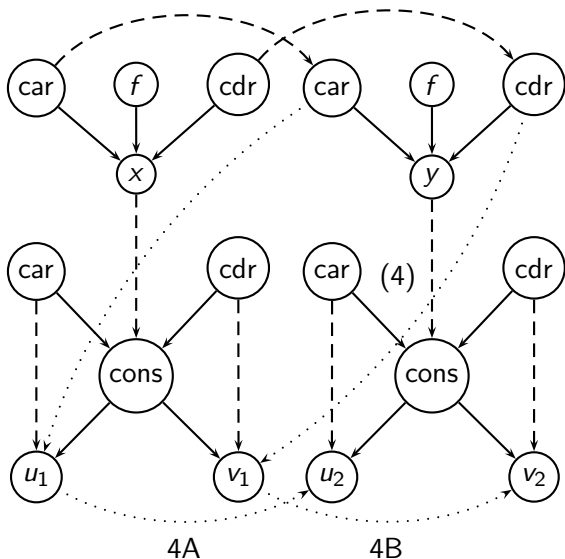 car f cdr car f cdr
x y
car cdr car (4) cdr
cons cons
u1 v1 u2 v2
4A 4B